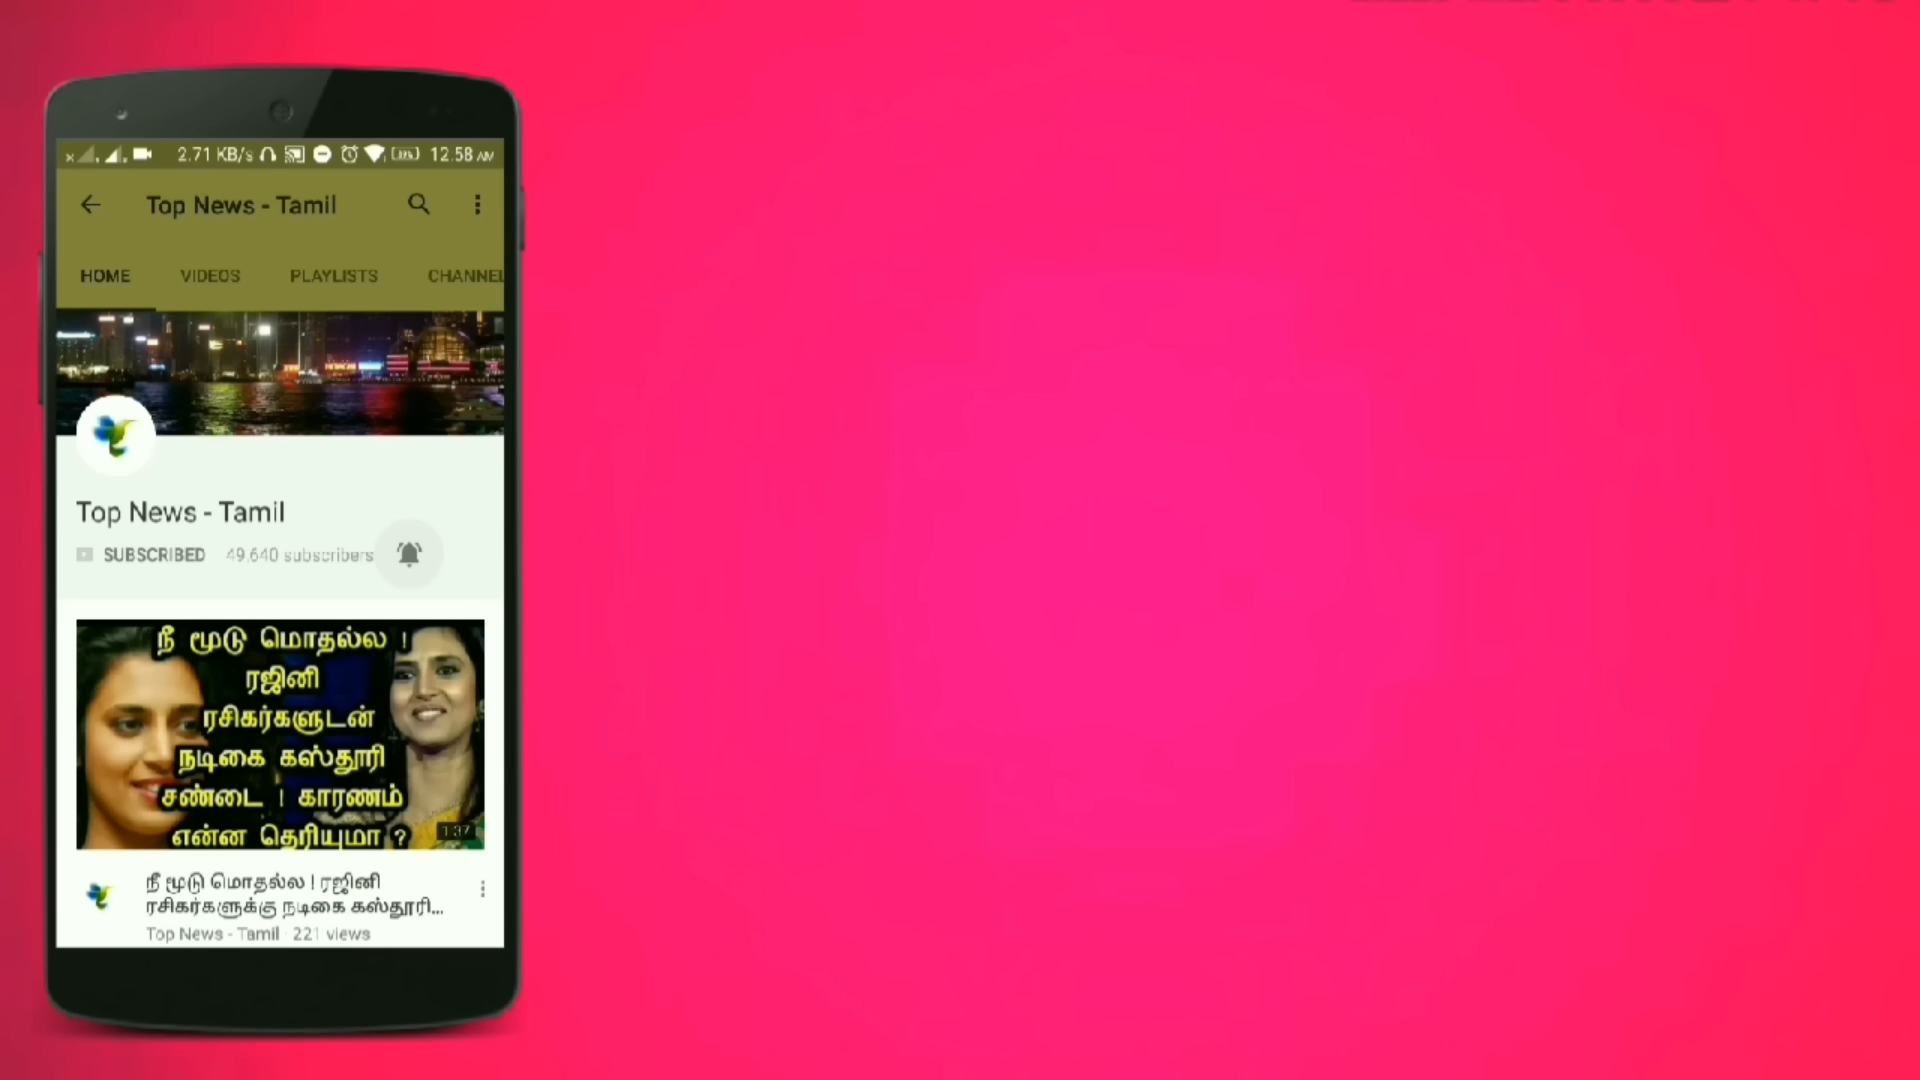 2.71 KB/s 12.58 AM
Top News - Tamil
HOME VIDEOS PLAYLISTS CHANNEL
Top News - Tamil
SUBSCRIBED 49,640 subscribers
நீ மூடு மொதல்ல !
ரஜினி
ரசிகர்களுடன்
நடிகை கஸ்தூரி
சண்டை | காரணம்
என்ன தெரியுமா ?
1:37
நீ மூடு மொதல்ல ! ரஜினி
ரசிகர்களுக்கு நடிகை கஸ்தூரி...
Top News - Tamil 221 views